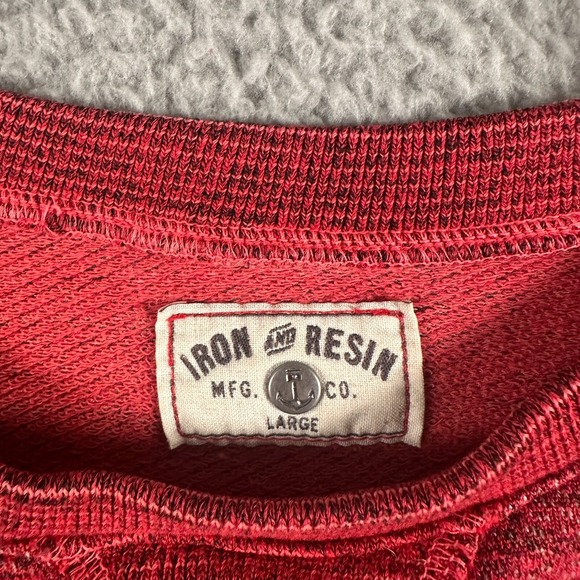 IRON AND RESIN
MFG. CO.
LARGE